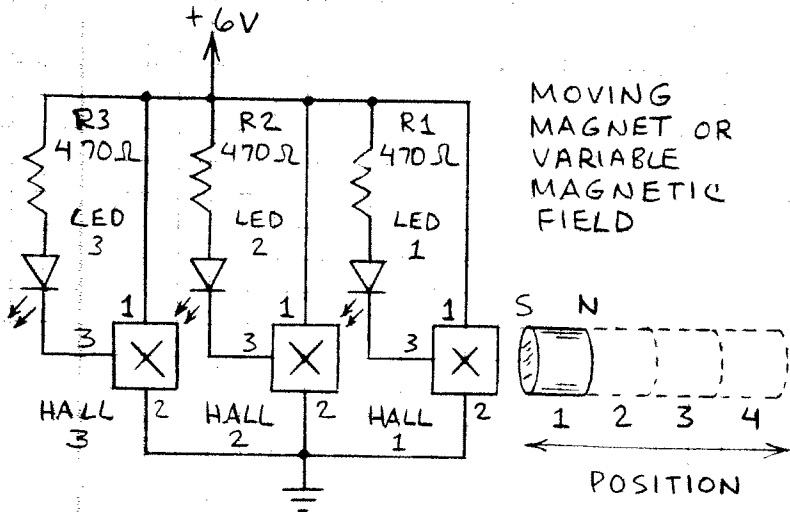 +6V
R3
470Ω
R2
470Ω
R1
470Ω
LED
3
LED
2
LED
1
1
3
2
1
3
2
1
3
2
HALL
3
HALL
2
HALL
1
MOVING
MAGNET OR
VARIABLE
MAGNETIC
FIELD
S N
1 2 3 4
POSITION